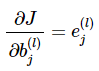 ∂J/∂b_j^{(l)} = e_j^{(l)}